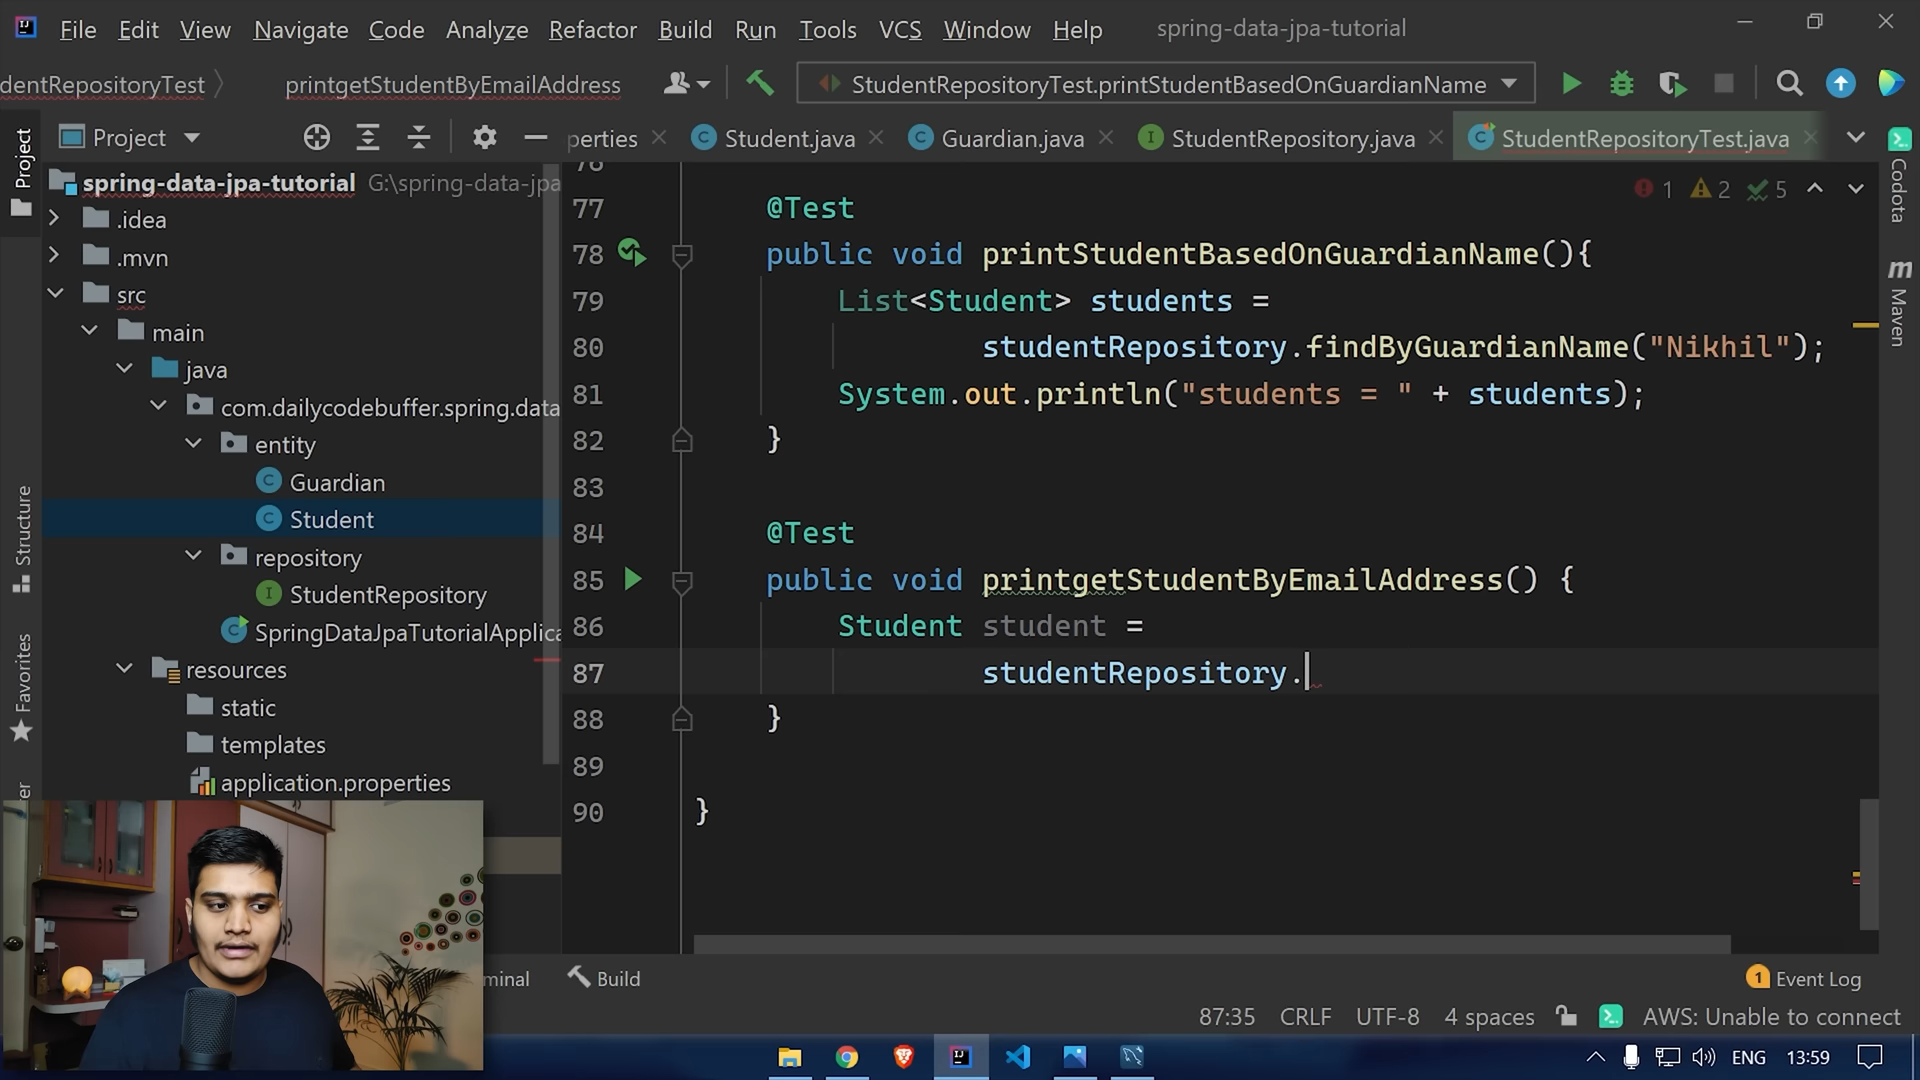 File Edit View Navigate Code Analyze Refactor Build Run Tools VCS Window Help spring-data-jpa-tutorial
dentRepositoryTest printgetStudentByEmailAddress StudentRepositoryTest.printStudentBasedOnGuardianName
Project perties Student.java Guardian.java StudentRepository.java StudentRepositoryTest.java
Project
Structure
Favorites
spring-data-jpa-tutorial G:\spring-data-jpa
.idea
.mvn
src
main
java
com.dailycodebuffer.spring.data
entity
Guardian
Student
repository
StudentRepository
SpringDataJpaTutorialApplica
resources
static
templates
application.properties
1 2 5
76
77 @Test
78 public void printStudentBasedOnGuardianName(){
79 List<Student> students =
80 studentRepository.findByGuardianName("Nikhil");
81 System.out.println("students = " + students);
82 }
83
84 @Test
85 public void printgetStudentByEmailAddress() {
86 Student student =
87 studentRepository.
88 }
89
90 }
Codota
Maven
minal Build 1 Event Log
87:35 CRLF UTF-8 4 spaces AWS: Unable to connect
ENG 13:59